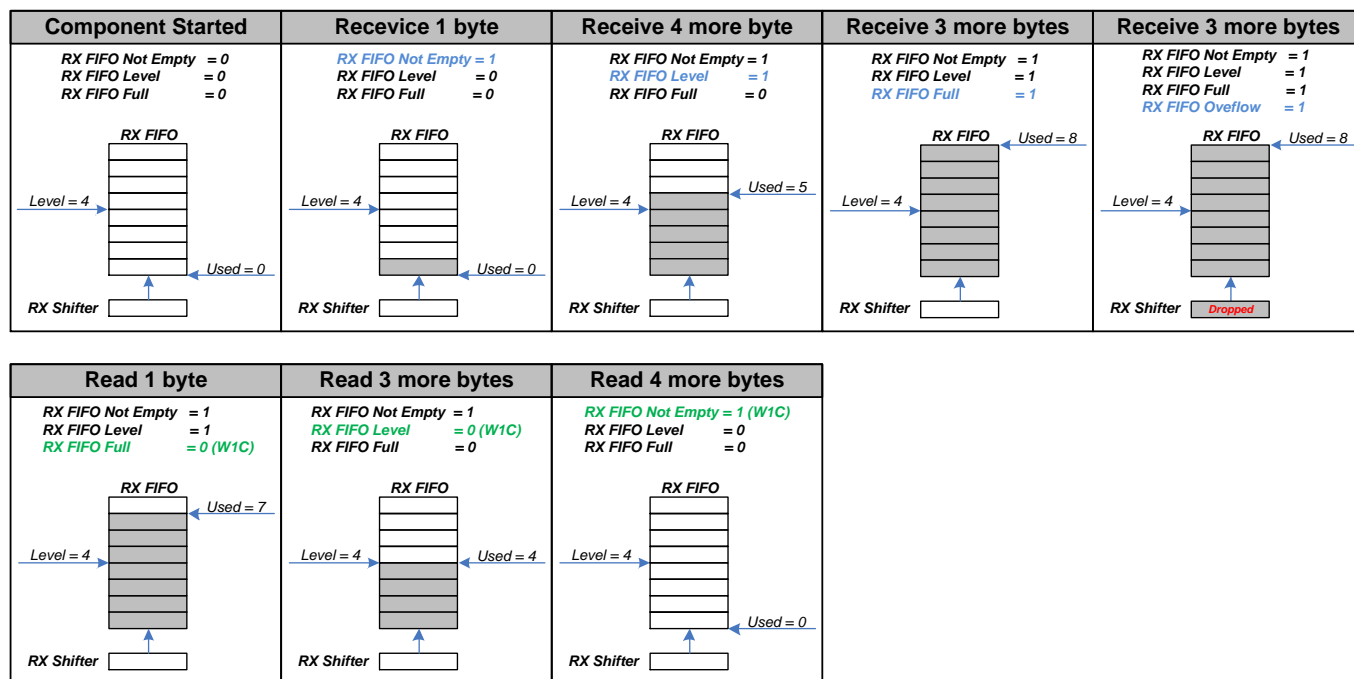 Component Started
RX FIFO Not Empty = 0
RX FIFO Level = 0
RX FIFO Full = 0
RX FIFO
Level = 4
Used = 0
RX Shifter
Recevice 1 byte
RX FIFO Not Empty = 1
RX FIFO Level = 0
RX FIFO Full = 0
RX FIFO
Level = 4
Used = 0
RX Shifter
Receive 4 more byte
RX FIFO Not Empty = 1
RX FIFO Level = 1
RX FIFO Full = 0
RX FIFO
Used = 5
Level = 4
RX Shifter
Receive 3 more bytes
RX FIFO Not Empty = 1
RX FIFO Level = 1
RX FIFO Full = 1
RX FIFO
Used = 8
Level = 4
RX Shifter
Receive 3 more bytes
RX FIFO Not Empty = 1
RX FIFO Level = 1
RX FIFO Full = 1
RX FIFO Oveflow = 1
RX FIFO
Used = 8
Level = 4
RX Shifter
Dropped
Read 1 byte
RX FIFO Not Empty = 1
RX FIFO Level = 1
RX FIFO Full = 0 (W1C)
RX FIFO
Used = 7
Level = 4
RX Shifter
Read 3 more bytes
RX FIFO Not Empty = 1
RX FIFO Level = 0 (W1C)
RX FIFO Full = 0
RX FIFO
Level = 4
Used = 4
RX Shifter
Read 4 more bytes
RX FIFO Not Empty = 1 (W1C)
RX FIFO Level = 0
RX FIFO Full = 0
RX FIFO
Level = 4
Used = 0
RX Shifter